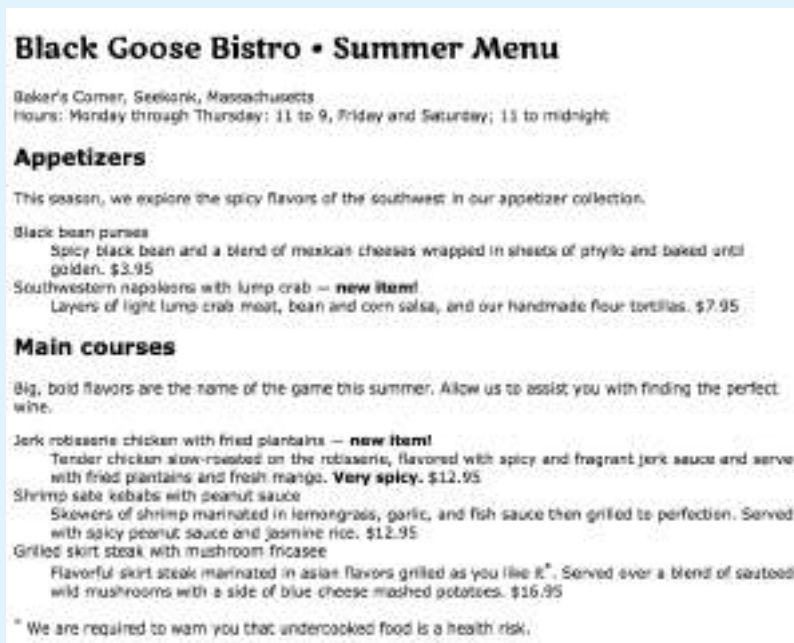 Black Goose Bistro • Summer Menu
Baker's Corner, Seekonk, Massachusetts
Hours: Monday through Thursday: 11 to 9, Friday and Saturday; 11 to midnight
Appetizers
This season, we explore the spicy flavors of the southwest in our appetizer collection.
Black bean purses
Spicy black bean and a blend of mexican cheeses wrapped in sheets of phyllo and baked until
golden. $3.95
Southwestern napoleons with lump crab — new item!
Layers of light lump crab meat, bean and corn salsa, and our handmade flour tortillas. $7.95
Main courses
Big, bold flavors are the name of the game this summer. Allow us to assist you with finding the perfect
wine.
Jerk rotisserie chicken with fried plantains — new item!
Tender chicken slow-roasted on the rotisserie, flavored with spicy and fragrant jerk sauce and serve
with fried plantains and fresh mango. Very spicy. $12.95
Shrimp sate kebabs with peanut sauce
Skewers of shrimp marinated in lemongrass, garlic, and fish sauce then grilled to perfection. Served
with spicy peanut sauce and jasmine rice. $12.95
Grilled skirt steak with mushroom fricasee
Flavorful skirt steak marinated in asian flavors grilled as you like it*. Served over a blend of sauteed
wild mushrooms with a side of blue cheese mashed potatoes. $16.95
* We are required to warn you that undercooked food is a health risk.